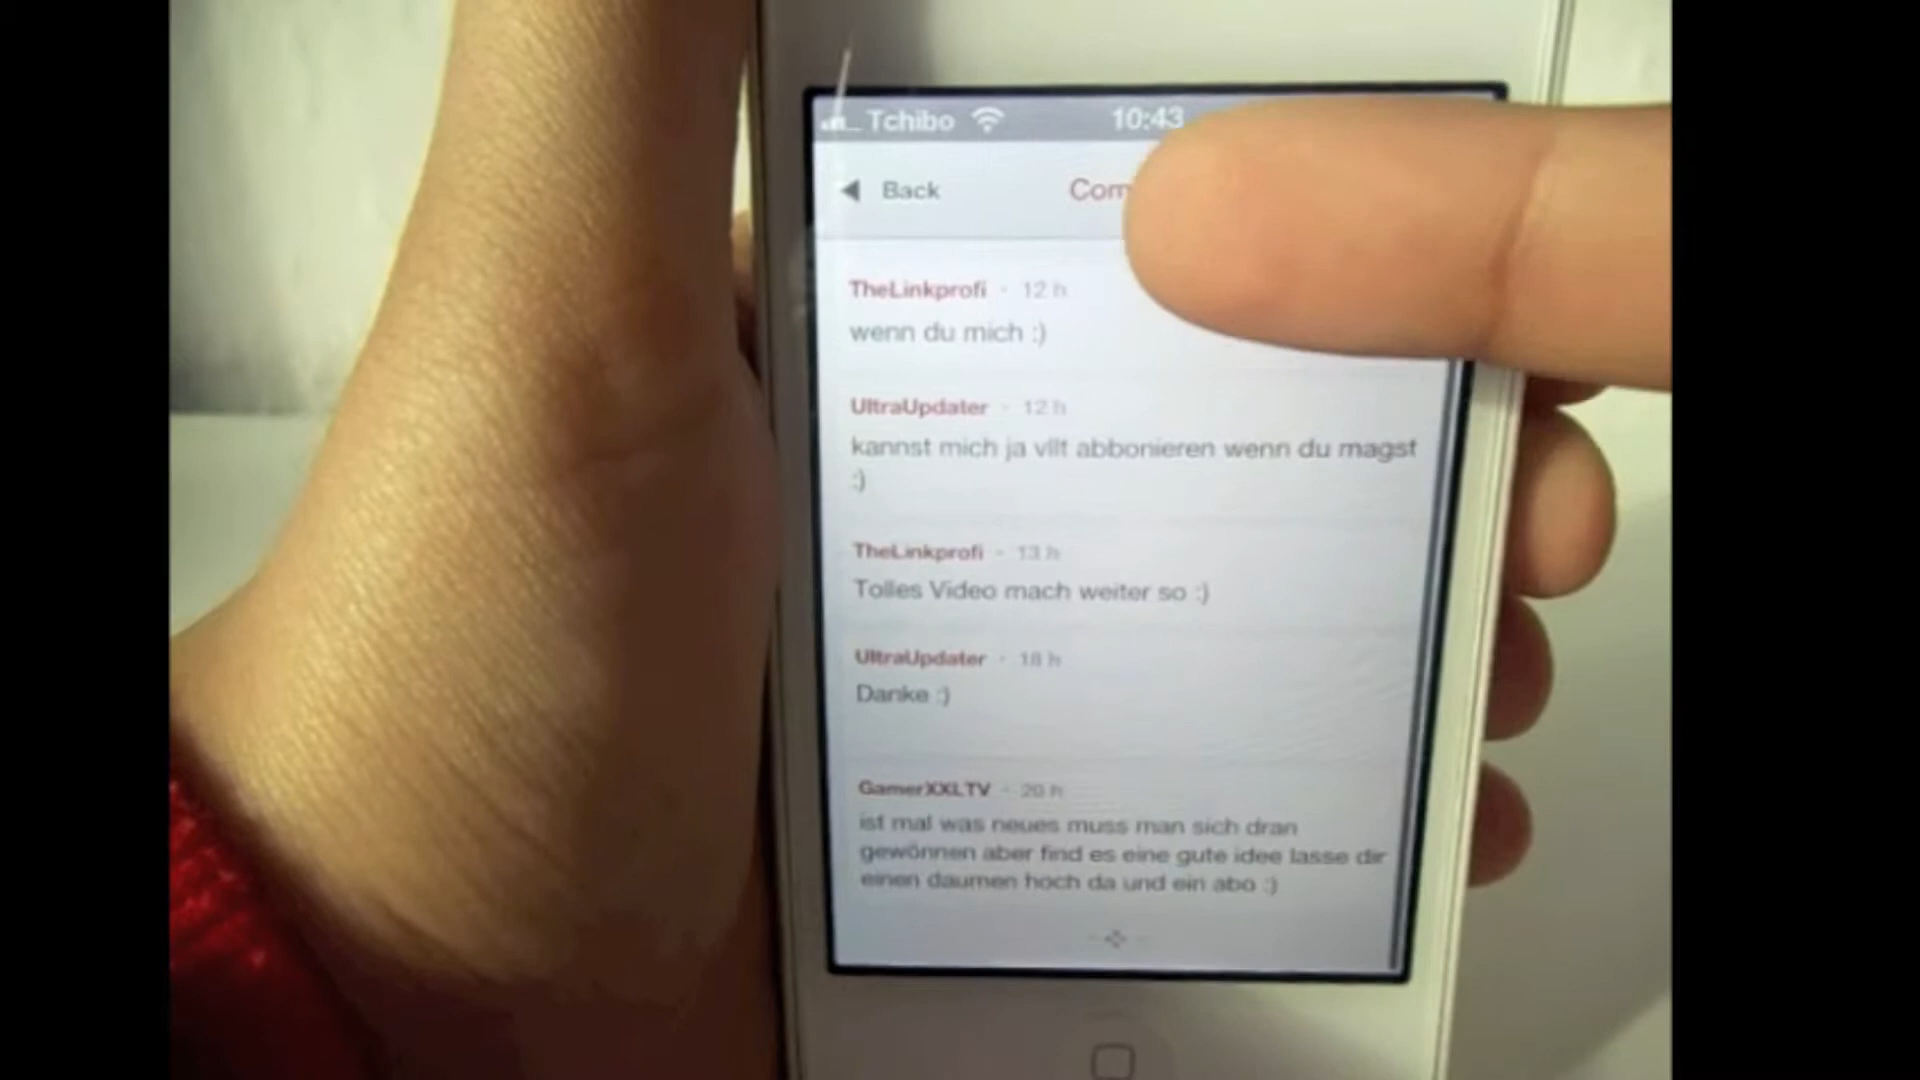 Tchibo 10:43
Back
TheLinkprofi · 12 h
wenn du mich :)
UltraUpdater · 12 h
kannst mich ja vllt abbonieren wenn du magst
:)
TheLinkprofi · 13 h
Tolles Video mach weiter so :)
UltraUpdater · 18 h
Danke :)
GamerXXLTV · 20 h
ist mal was neues muss man sich dran
gewönnen aber find es eine gute idee lasse dir
einen daumen hoch da und ein abo :)